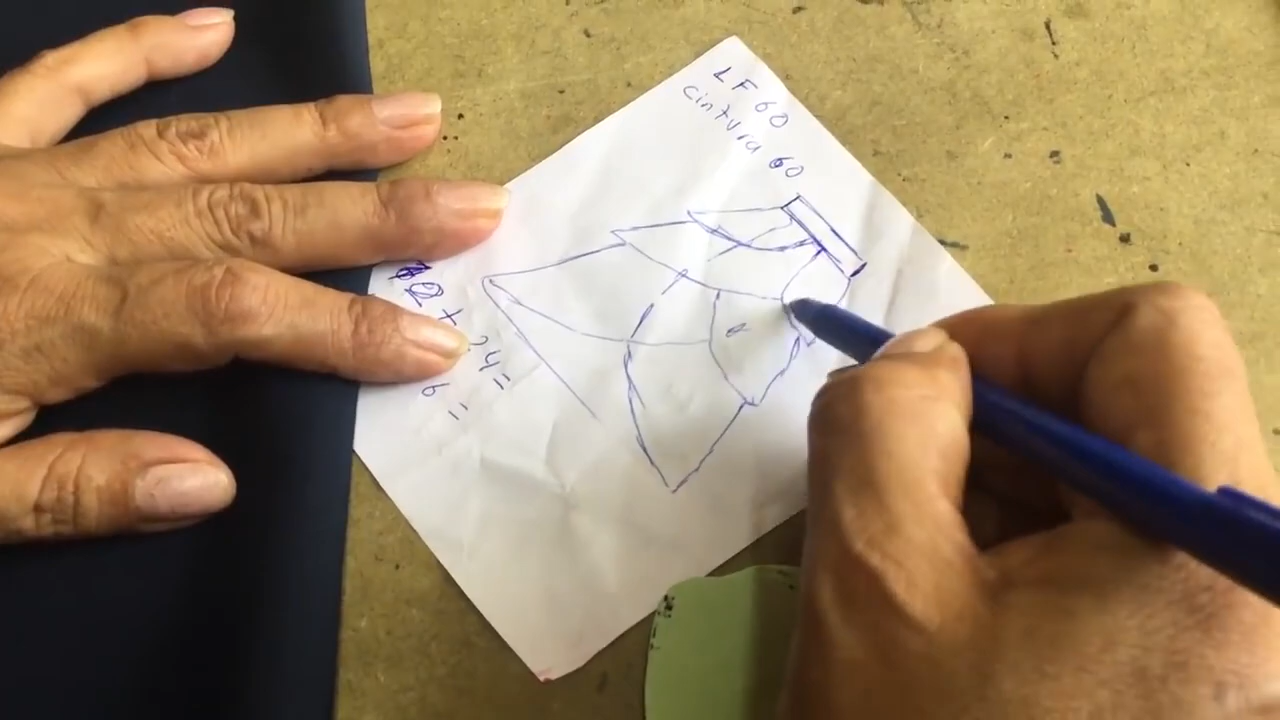 LF 60
cintura 60
+ 24=
6 =